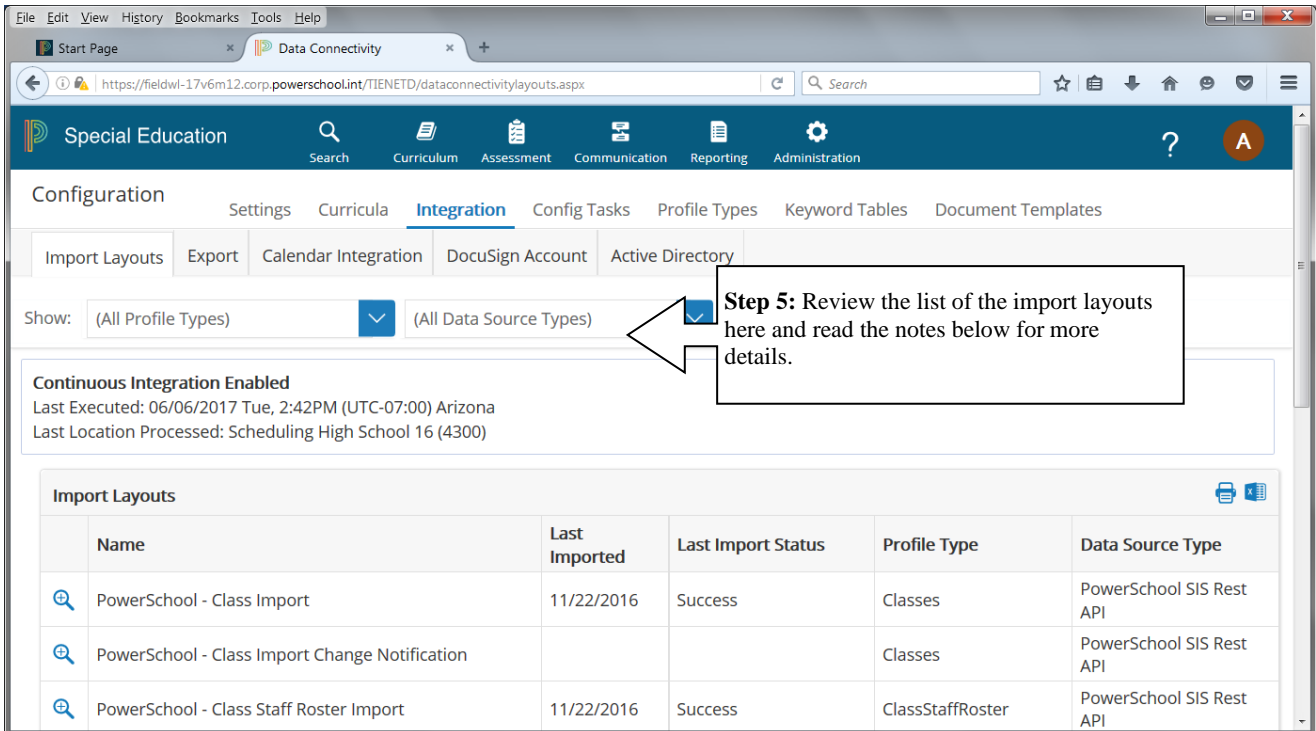 File Edit View History Bookmarks Tools Help
Start Page × Data Connectivity × +
https://fieldwl-17v6m12.corp.powerschool.int/TIENETD/dataconnectivitylayouts.aspx Search
Special Education Search Curriculum Assessment Communication Reporting Administration ? A
Configuration Settings Curricula Integration Config Tasks Profile Types Keyword Tables Document Templates
Import Layouts Export Calendar Integration DocuSign Account Active Directory
Show: (All Profile Types) (All Data Source Types)
Step 5: Review the list of the import layouts
here and read the notes below for more
details.
Continuous Integration Enabled
Last Executed: 06/06/2017 Tue, 2:42PM (UTC-07:00) Arizona
Last Location Processed: Scheduling High School 16 (4300)
Import Layouts
Name Last Imported Last Import Status Profile Type Data Source Type
PowerSchool - Class Import 11/22/2016 Success Classes PowerSchool SIS Rest API
PowerSchool - Class Import Change Notification Classes PowerSchool SIS Rest API
PowerSchool - Class Staff Roster Import 11/22/2016 Success ClassStaffRoster PowerSchool SIS Rest API